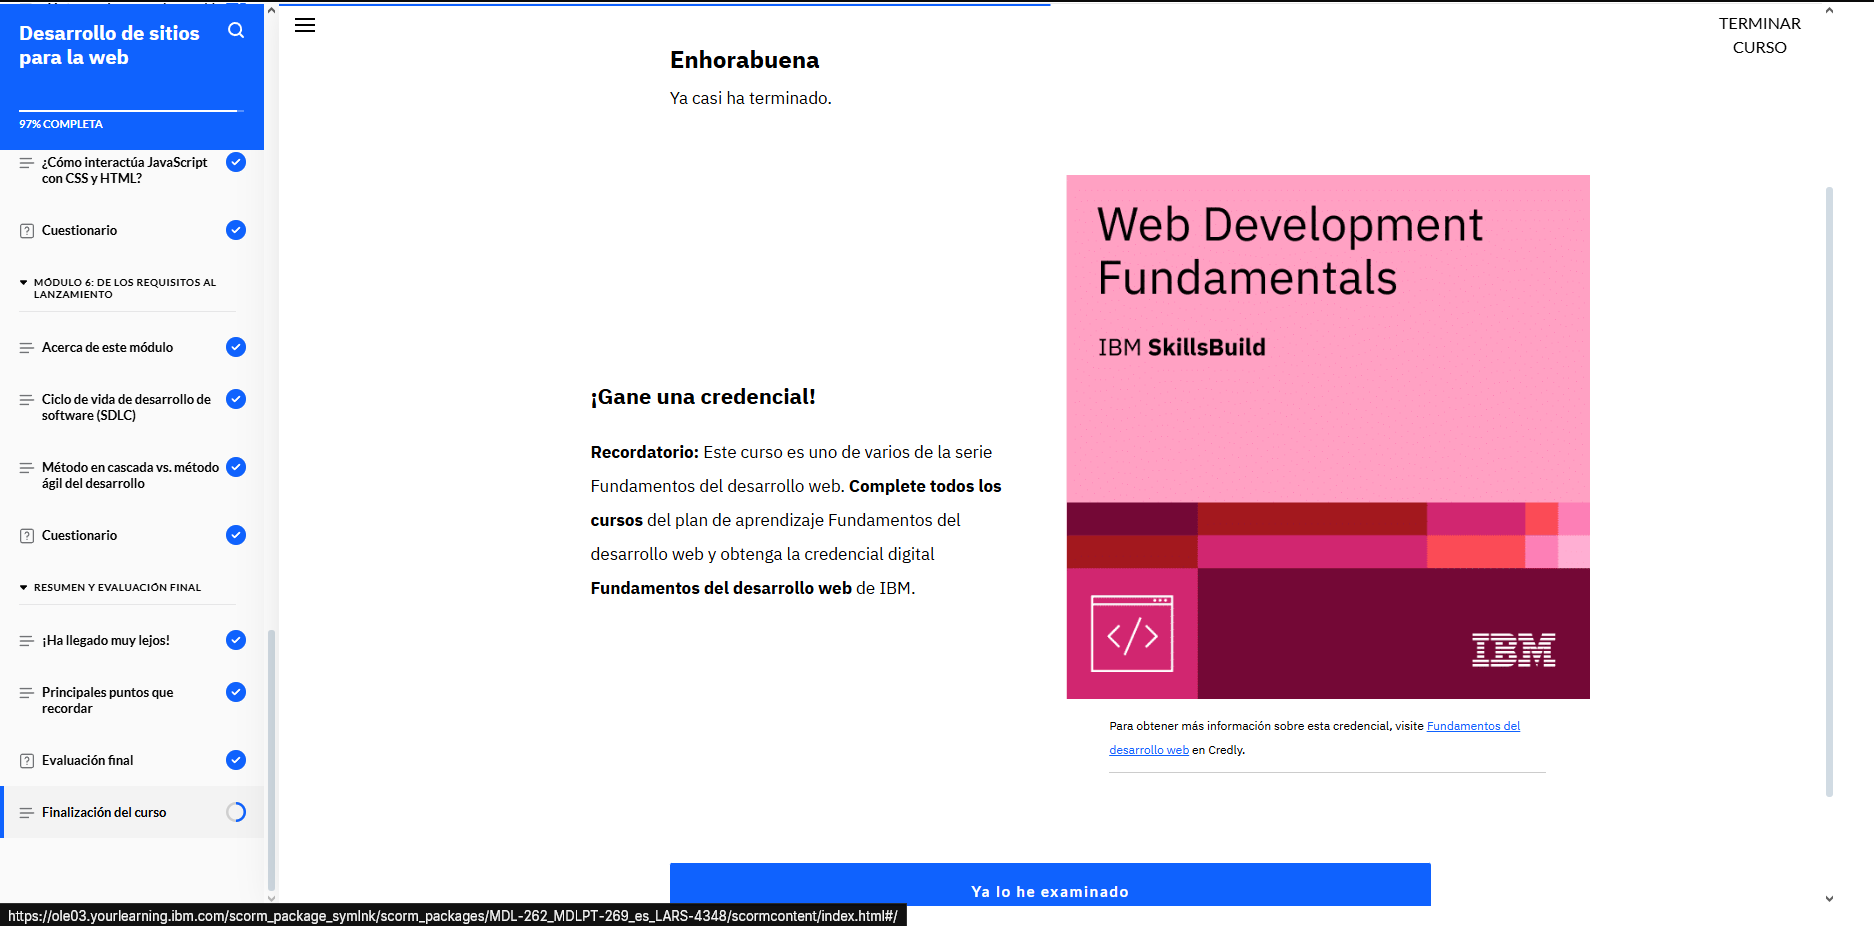 Desarrollo de sitios
para la web
97% COMPLETA
¿Cómo interactúa JavaScript
con CSS y HTML?
Cuestionario
MÓDULO 6: DE LOS REQUISITOS AL
LANZAMIENTO
Acerca de este módulo
Ciclo de vida de desarrollo de
software (SDLC)
Método en cascada vs. método
ágil del desarrollo
Cuestionario
RESUMEN Y EVALUACIÓN FINAL
¡Ha llegado muy lejos!
Principales puntos que
recordar
Evaluación final
Finalización del curso
TERMINAR
CURSO
Enhorabuena
Ya casi ha terminado.
¡Gane una credencial!
Recordatorio: Este curso es uno de varios de la serie
Fundamentos del desarrollo web. Complete todos los
cursos del plan de aprendizaje Fundamentos del
desarrollo web y obtenga la credencial digital
Fundamentos del desarrollo web de IBM.
Web Development
Fundamentals
IBM SkillsBuild
IBM
Para obtener más información sobre esta credencial, visite Fundamentos del
desarrollo web en Credly.
Ya lo he examinado
https://ole03.yourlearning.ibm.com/scorm_package_symlnk/scorm_packages/MDL-262_MDLPT-269_es_LARS-4348/scormcontent/index.html#/